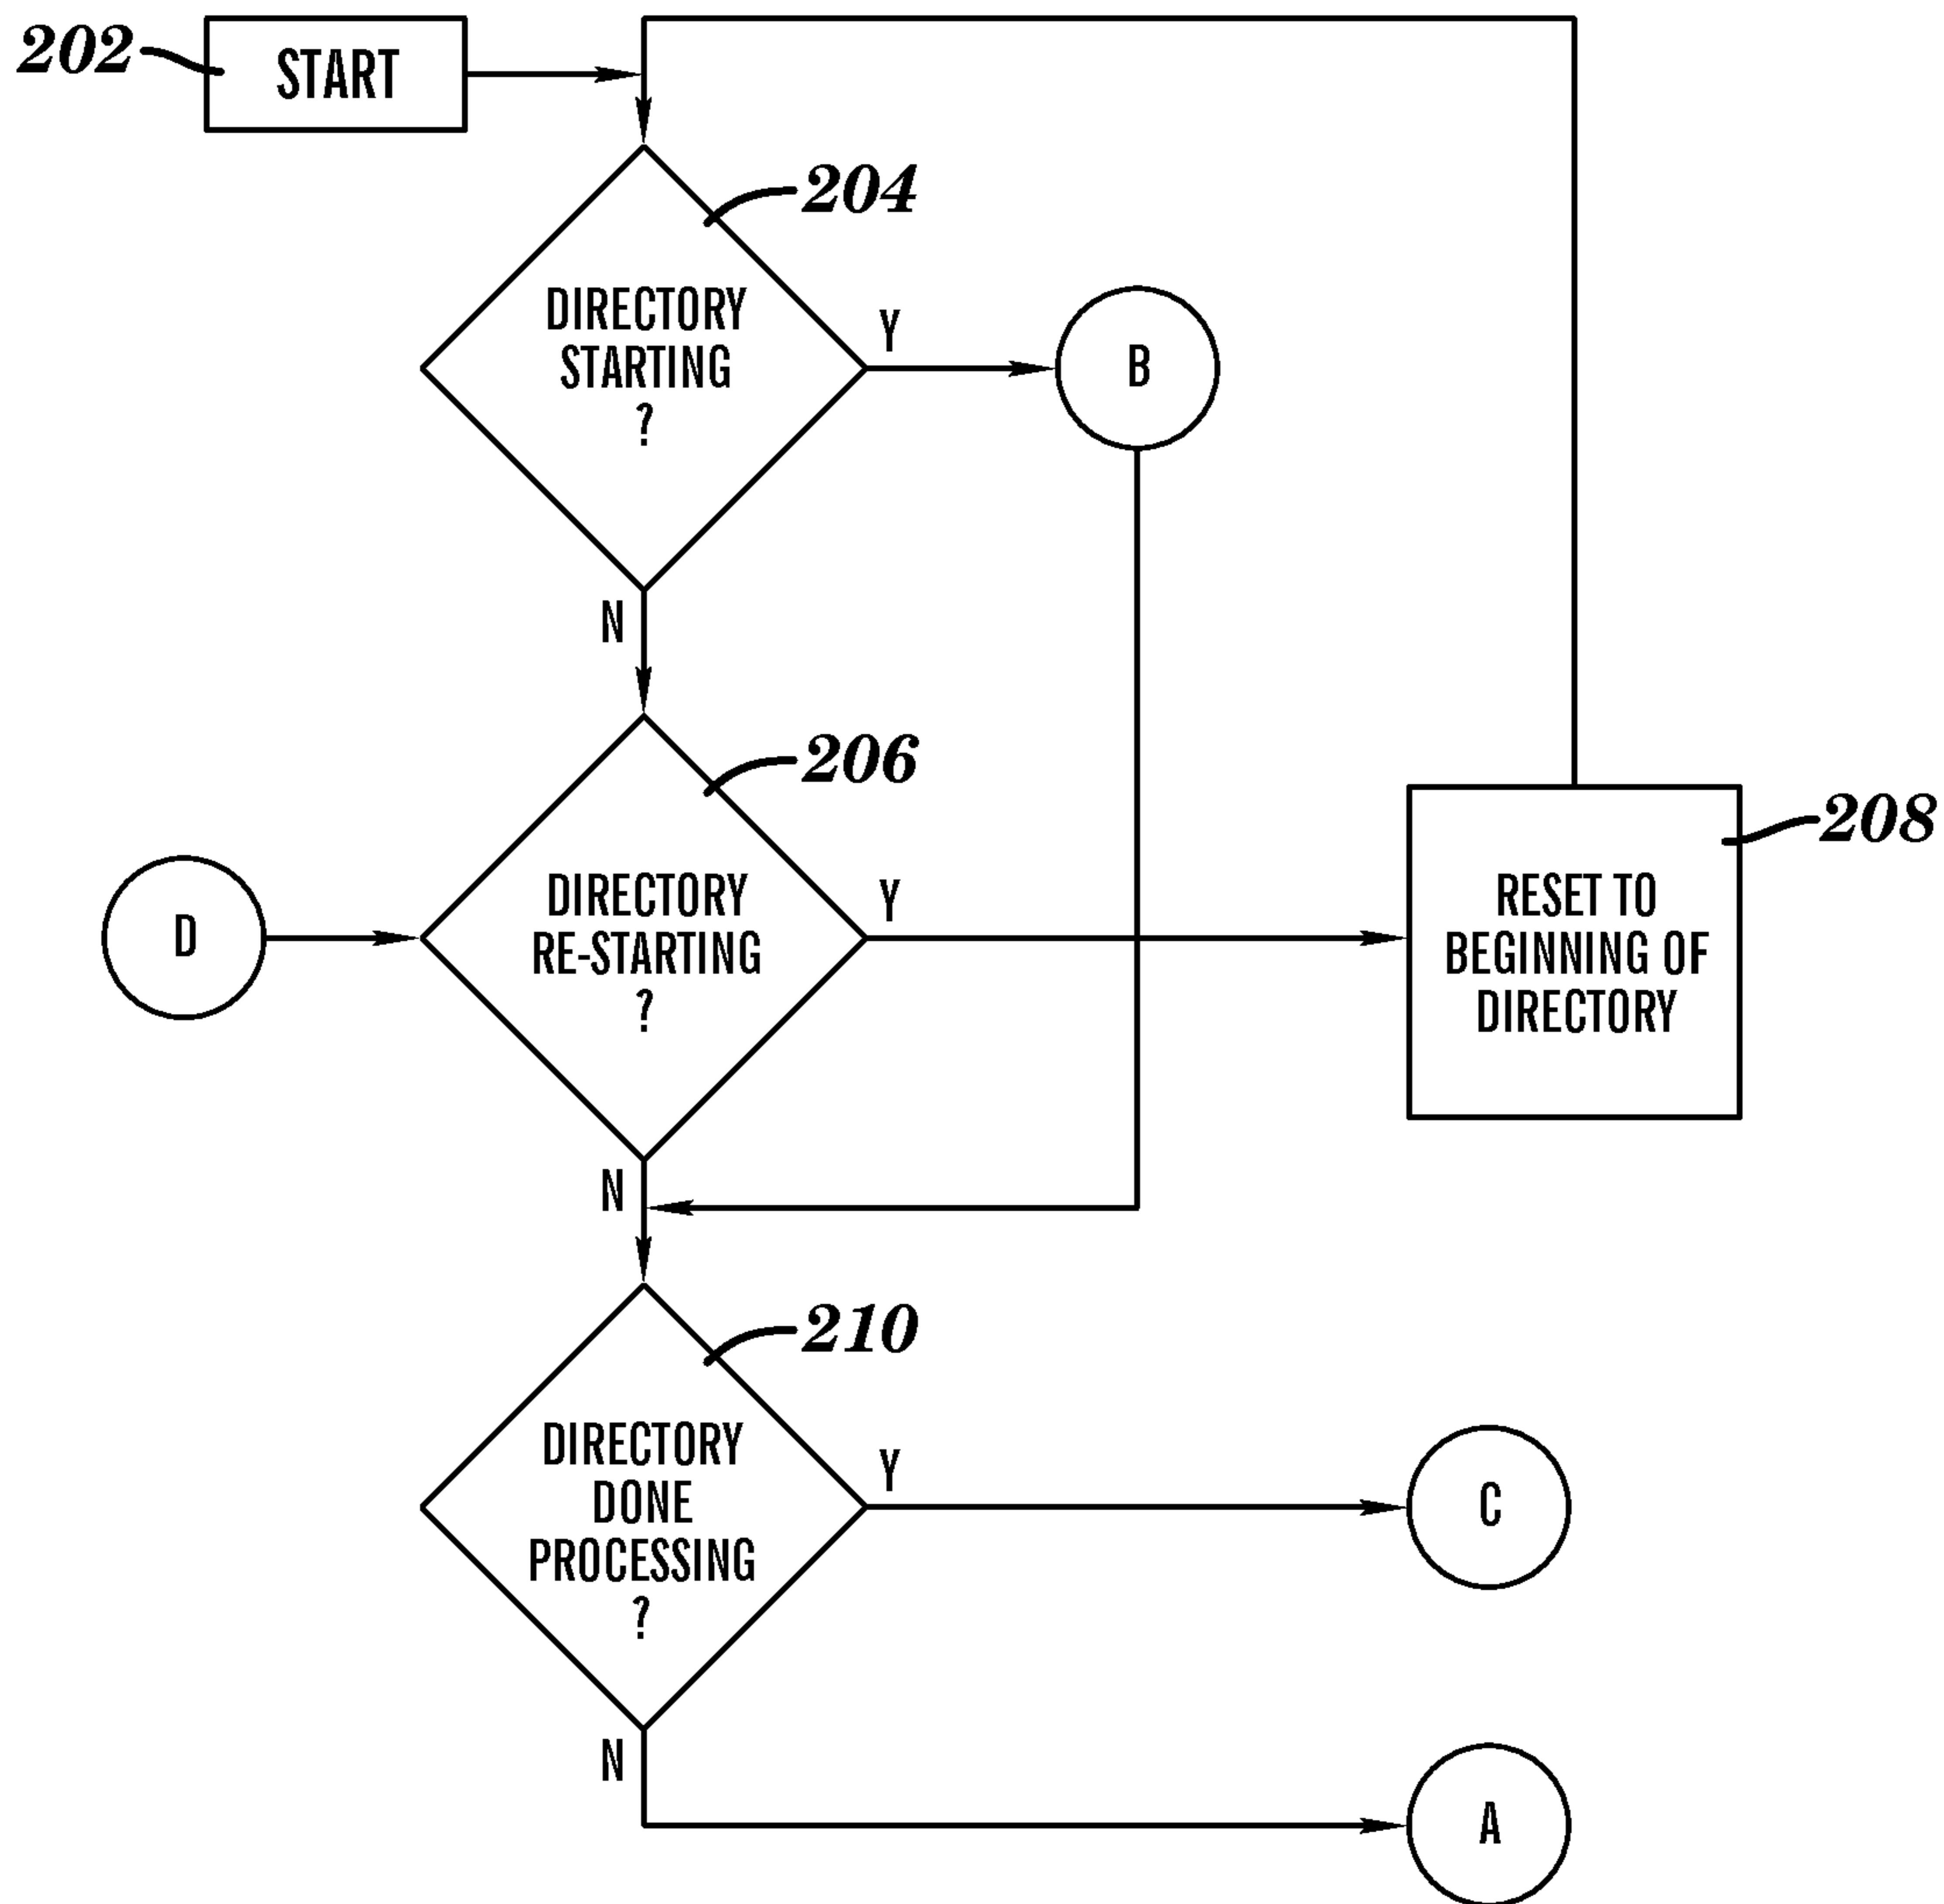 202
START
204
DIRECTORY
STARTING
?
Y
B
N
206
208
D
DIRECTORY
RE-STARTING
?
Y
RESET TO
BEGINNING OF
DIRECTORY
N
210
DIRECTORY
DONE
PROCESSING
?
Y
C
N
A